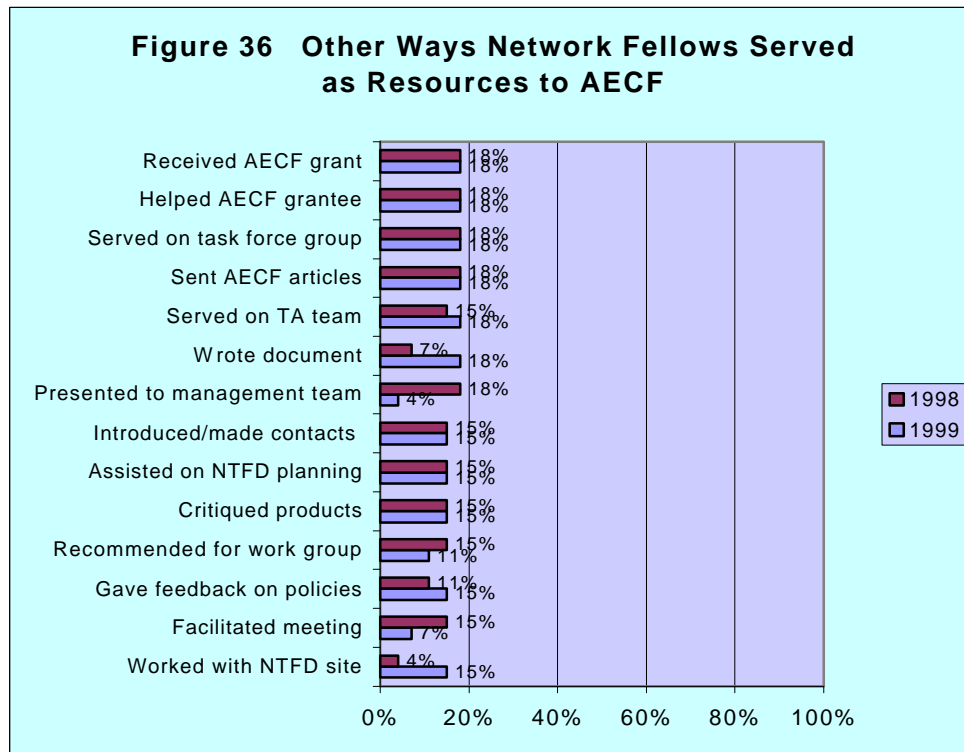 Figure 36 Other Ways Network Fellows Served
as Resources to AECF
Received AECF grant
18%
18%
Helped AECF grantee
18%
18%
Served on task force group
18%
18%
Sent AECF articles
18%
18%
Served on TA team
15%
18%
Wrote document
7%
18%
Presented to management team
18%
4%
Introduced/made contacts
15%
15%
Assisted on NTFD planning
15%
15%
Critiqued products
15%
15%
Recommended for work group
15%
11%
Gave feedback on policies
11%
15%
Facilitated meeting
15%
7%
Worked with NTFD site
4%
15%
0% 20% 40% 60% 80% 100%
1998
1999